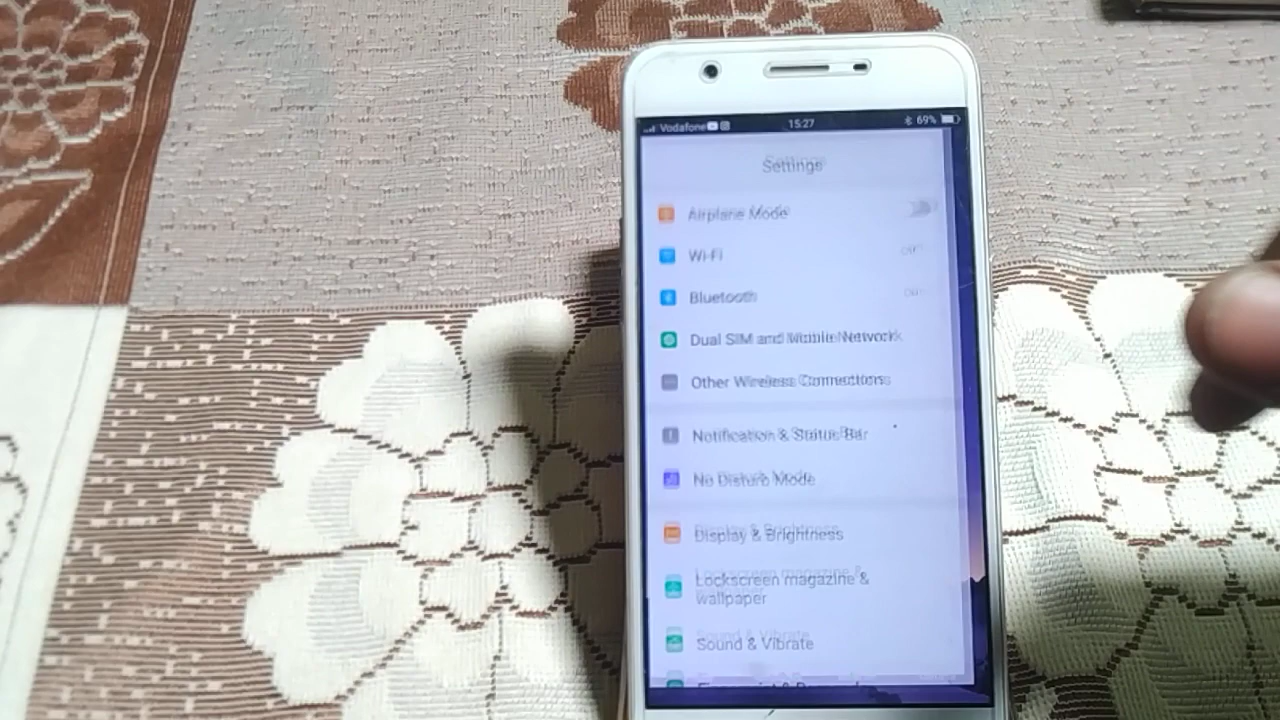 Vodafone 15:27 69%
Settings
Airplane Mode
Wi-Fi Off
Bluetooth
Dual SIM and Mobile Network
Other Wireless Connections
Notification & Status Bar
No Disturb Mode
Display & Brightness
Lockscreen magazine &
wallpaper
Sound & Vibrate